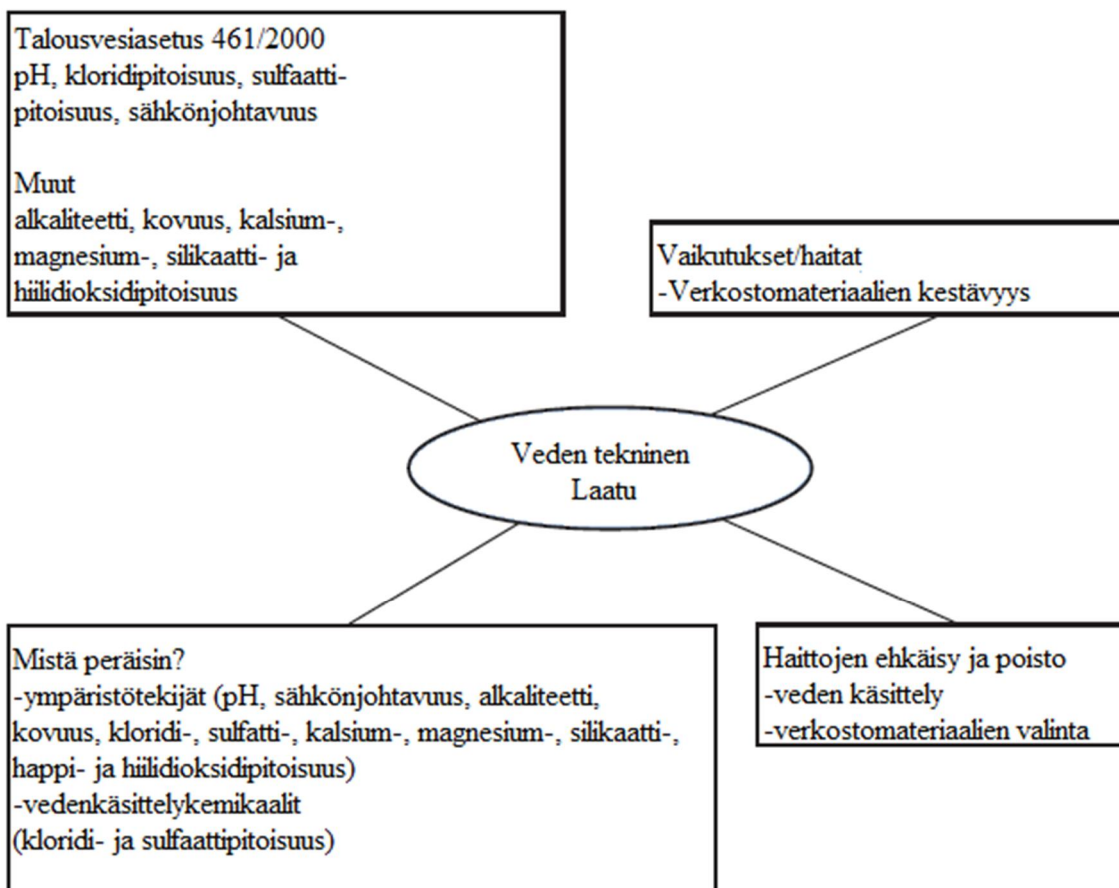 Talousvesiasetus 461/2000
pH, kloridipitoisuus, sulfaatti-
pitoisuus, sähkönjohtavuus
Muut
alkaliteetti, kovuus, kalsium-,
magnesium-, silikaatti- ja
hiilidioksidipitoisuus
Vaikutukset/haitat
-Verkostomateriaalien kestävyys
Veden tekninen
Laatu
Mistä peräisin?
-ympäristötekijät (pH, sähkönjohtavuus, alkaliteetti,
kovuus, kloridi-, sulfatti-, kalsium-, magnesium-, silikaatti-,
happi- ja hiilidioksidipitoisuus)
-vedenkäsittelykemikaalit
(kloridi- ja sulfaattipitoisuus)
Haittojen ehkäisy ja poisto
-veden käsittely
-verkostomateriaalien valinta